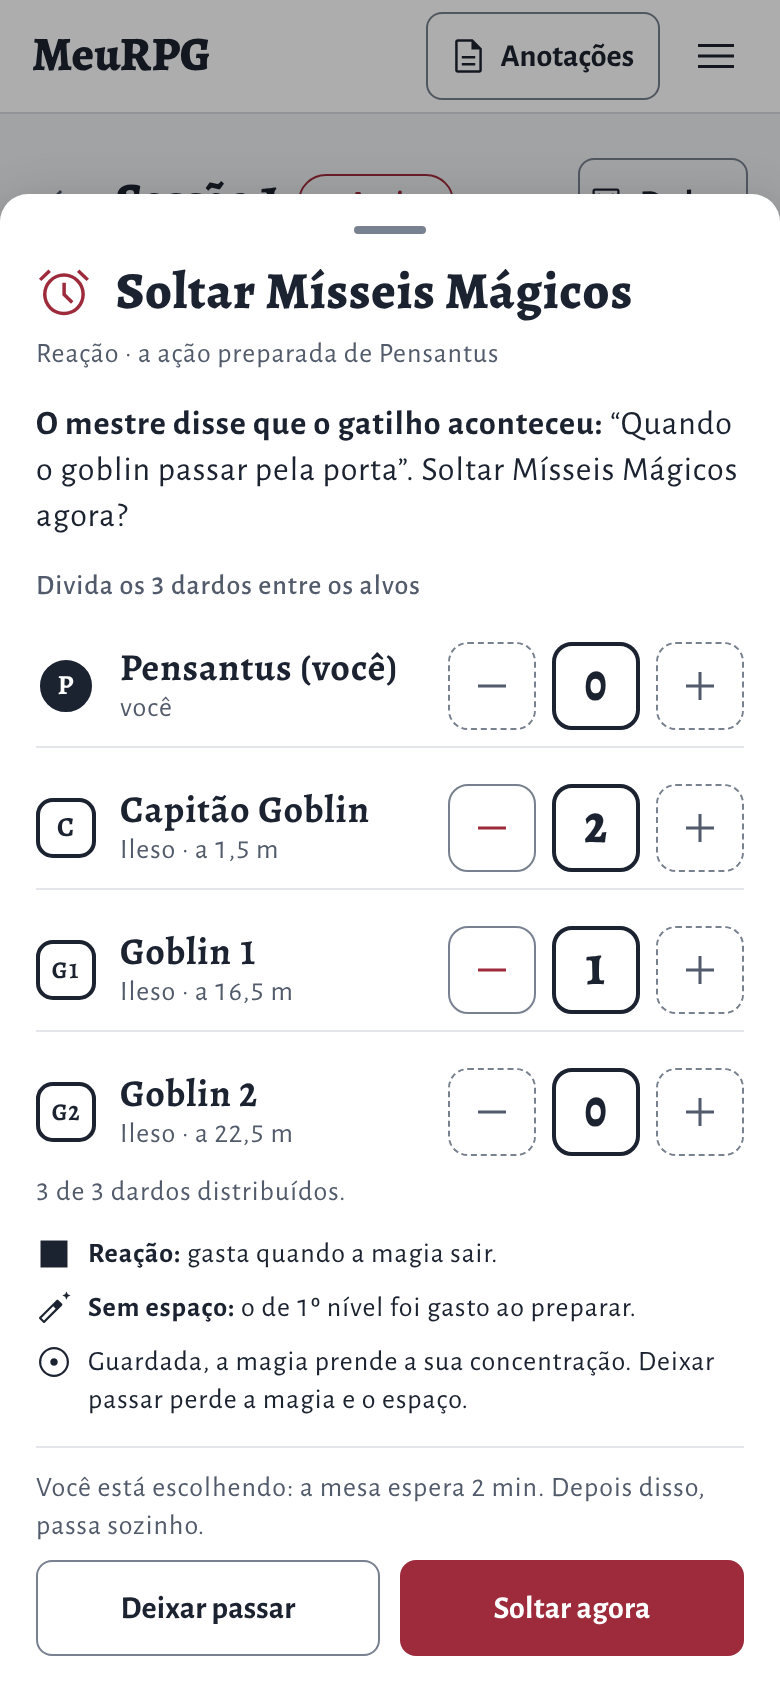 MeuRPG
Anotações
Soltar Mísseis Mágicos
Reação · a ação preparada de Pensantus
O mestre disse que o gatilho aconteceu: “Quando
o goblin passar pela porta”. Soltar Mísseis Mágicos
agora?
Divida os 3 dardos entre os alvos
P
Pensantus (você)
você
0
C
Capitão Goblin
Ileso · a 1,5 m
2
G1
Goblin 1
Ileso · a 16,5 m
1
G2
Goblin 2
Ileso · a 22,5 m
0
3 de 3 dardos distribuídos.
Reação: gasta quando a magia sair.
Sem espaço: o de 1º nível foi gasto ao preparar.
Guardada, a magia prende a sua concentração. Deixar
passar perde a magia e o espaço.
Você está escolhendo: a mesa espera 2 min. Depois disso,
passa sozinho.
Deixar passar
Soltar agora